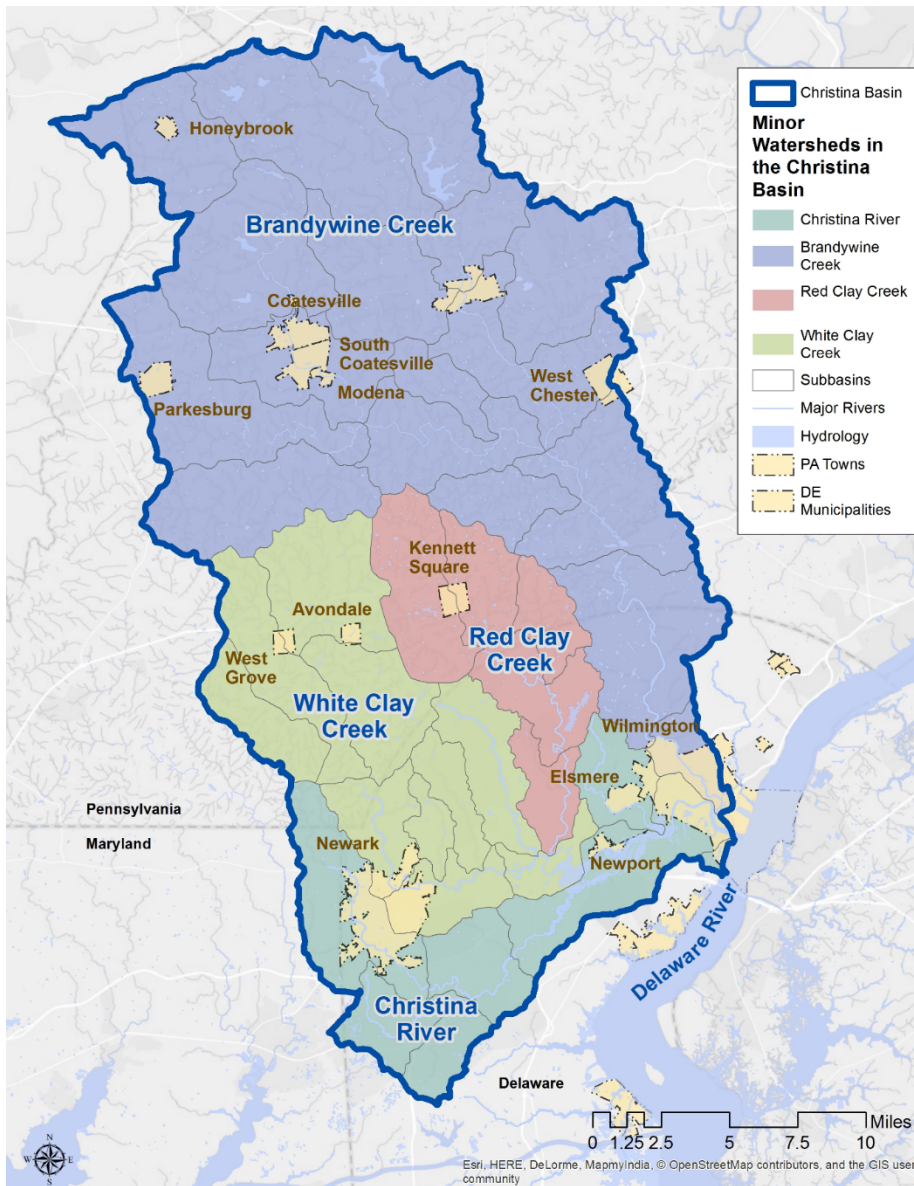 Honeybrook
Brandywine Creek
Coatesville
South
Coatesville
Modena
Parkesburg
West
Chester
Kennett
Square
Avondale
West
Grove
Red Clay
Creek
White Clay
Creek
Wilmington
Elsmere
Newport
Newark
Pennsylvania
Maryland
Christina
River
Delaware River
Delaware
Christina Basin
Minor
Watersheds in
the Christina
Basin
Christina River
Brandywine
Creek
Red Clay Creek
White Clay
Creek
Subbasins
Major Rivers
Hydrology
PA Towns
DE
Municipalities
Miles
0 1.25 2.5 5 7.5 10
N
W E
S
Esri, HERE, DeLorme, MapmyIndia, © OpenStreetMap contributors, and the GIS user
community